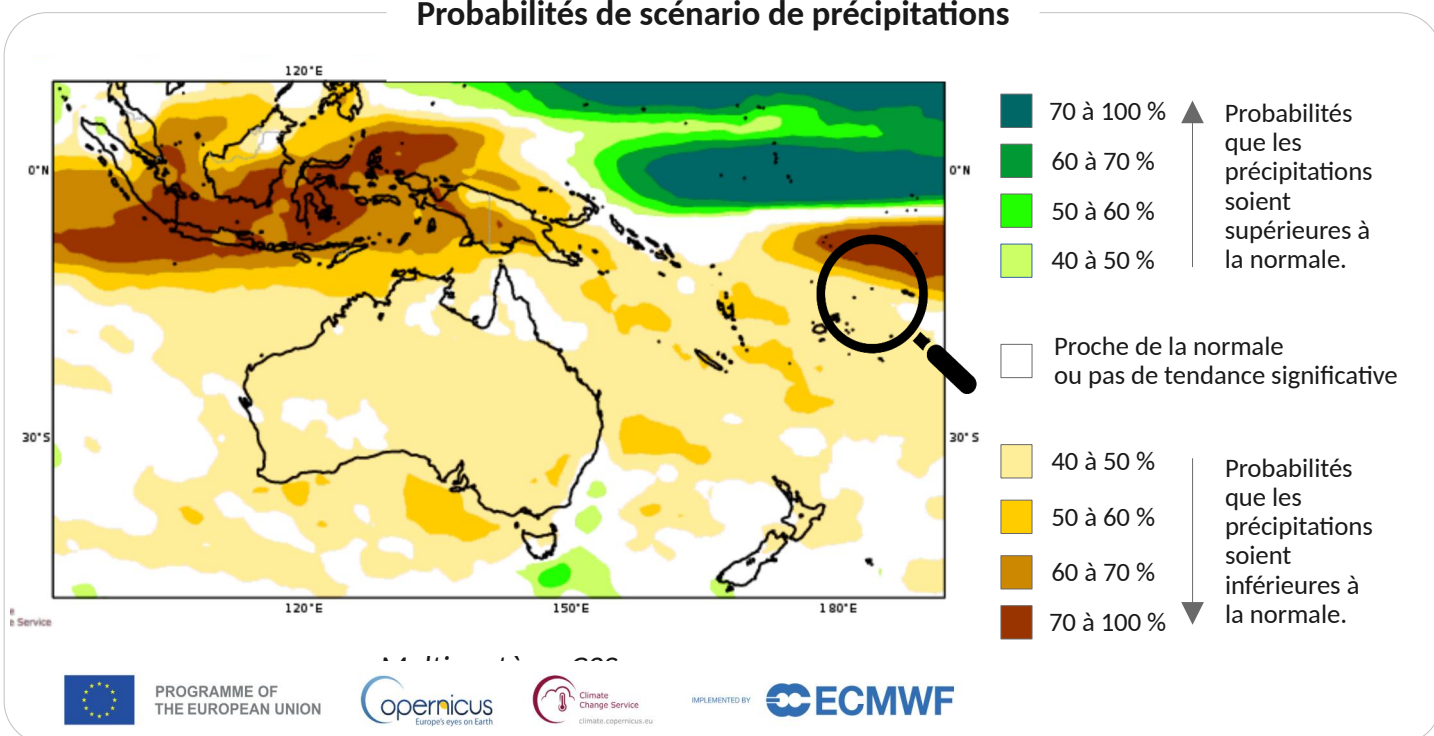 Probabilités de scénario de précipitations
120°E
0°N
0°N
30°S
30°S
120°E
150°E
180°E
Service
70 à 100 %
60 à 70 %
50 à 60 %
40 à 50 %
Probabilités
que les
précipitations
soient
supérieures à
la normale.
Proche de la normale
ou pas de tendance significative
40 à 50 %
50 à 60 %
60 à 70 %
70 à 100 %
Probabilités
que les
précipitations
soient
inférieures à
la normale.
PROGRAMME OF
THE EUROPEAN UNION
opernicus
Europe's eyes on Earth
Climate
Change Service
climate.copernicus.eu
IMPLEMENTED BY
ECMWF